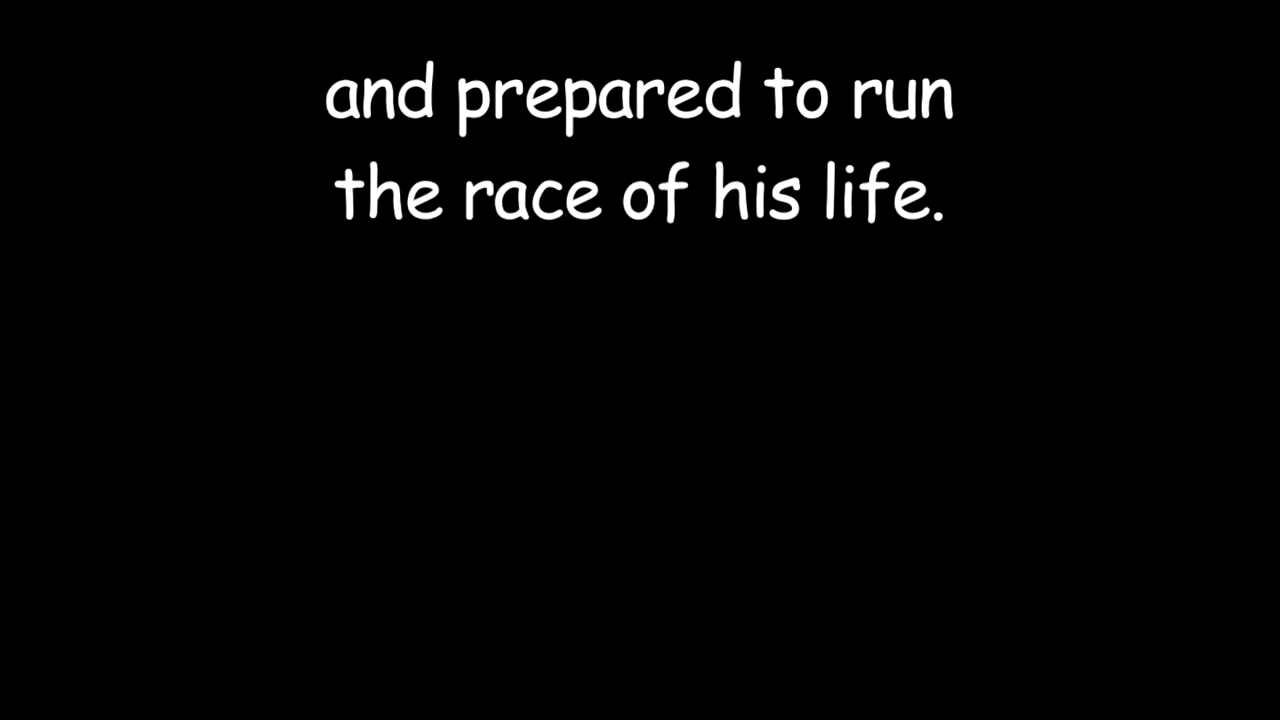 and prepared to run
the race of his life.